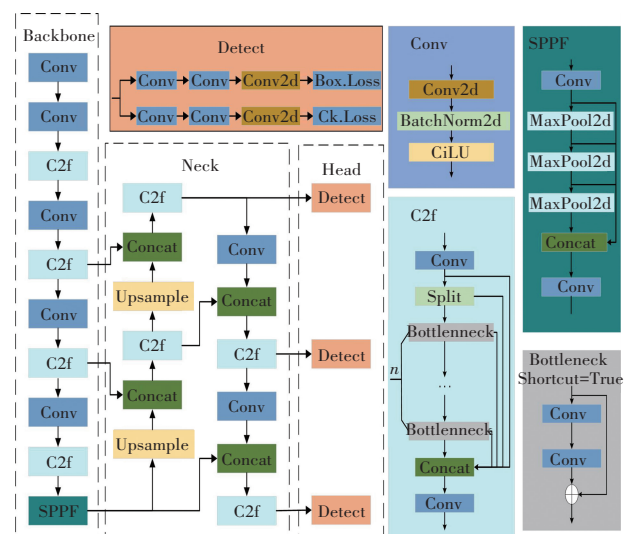 Backbone
Conv
Conv
C2f
Conv
C2f
Conv
C2f
Conv
C2f
SPPF
Detect
Conv
Conv
Conv2d
Box.Loss
Conv
Conv
Conv2d
Ck.Loss
Neck
C2f
Concat
Upsample
C2f
Concat
Upsample
Conv
Concat
C2f
Conv
Concat
C2f
Head
Detect
Detect
Detect
Conv
Conv2d
BatchNorm2d
CiLU
C2f
Conv
Split
Bottlenneck
n
...
Bottlenneck
Concat
Conv
SPPF
Conv
MaxPool2d
MaxPool2d
MaxPool2d
Concat
Conv
Bottleneck
Shortcut=True
Conv
Conv